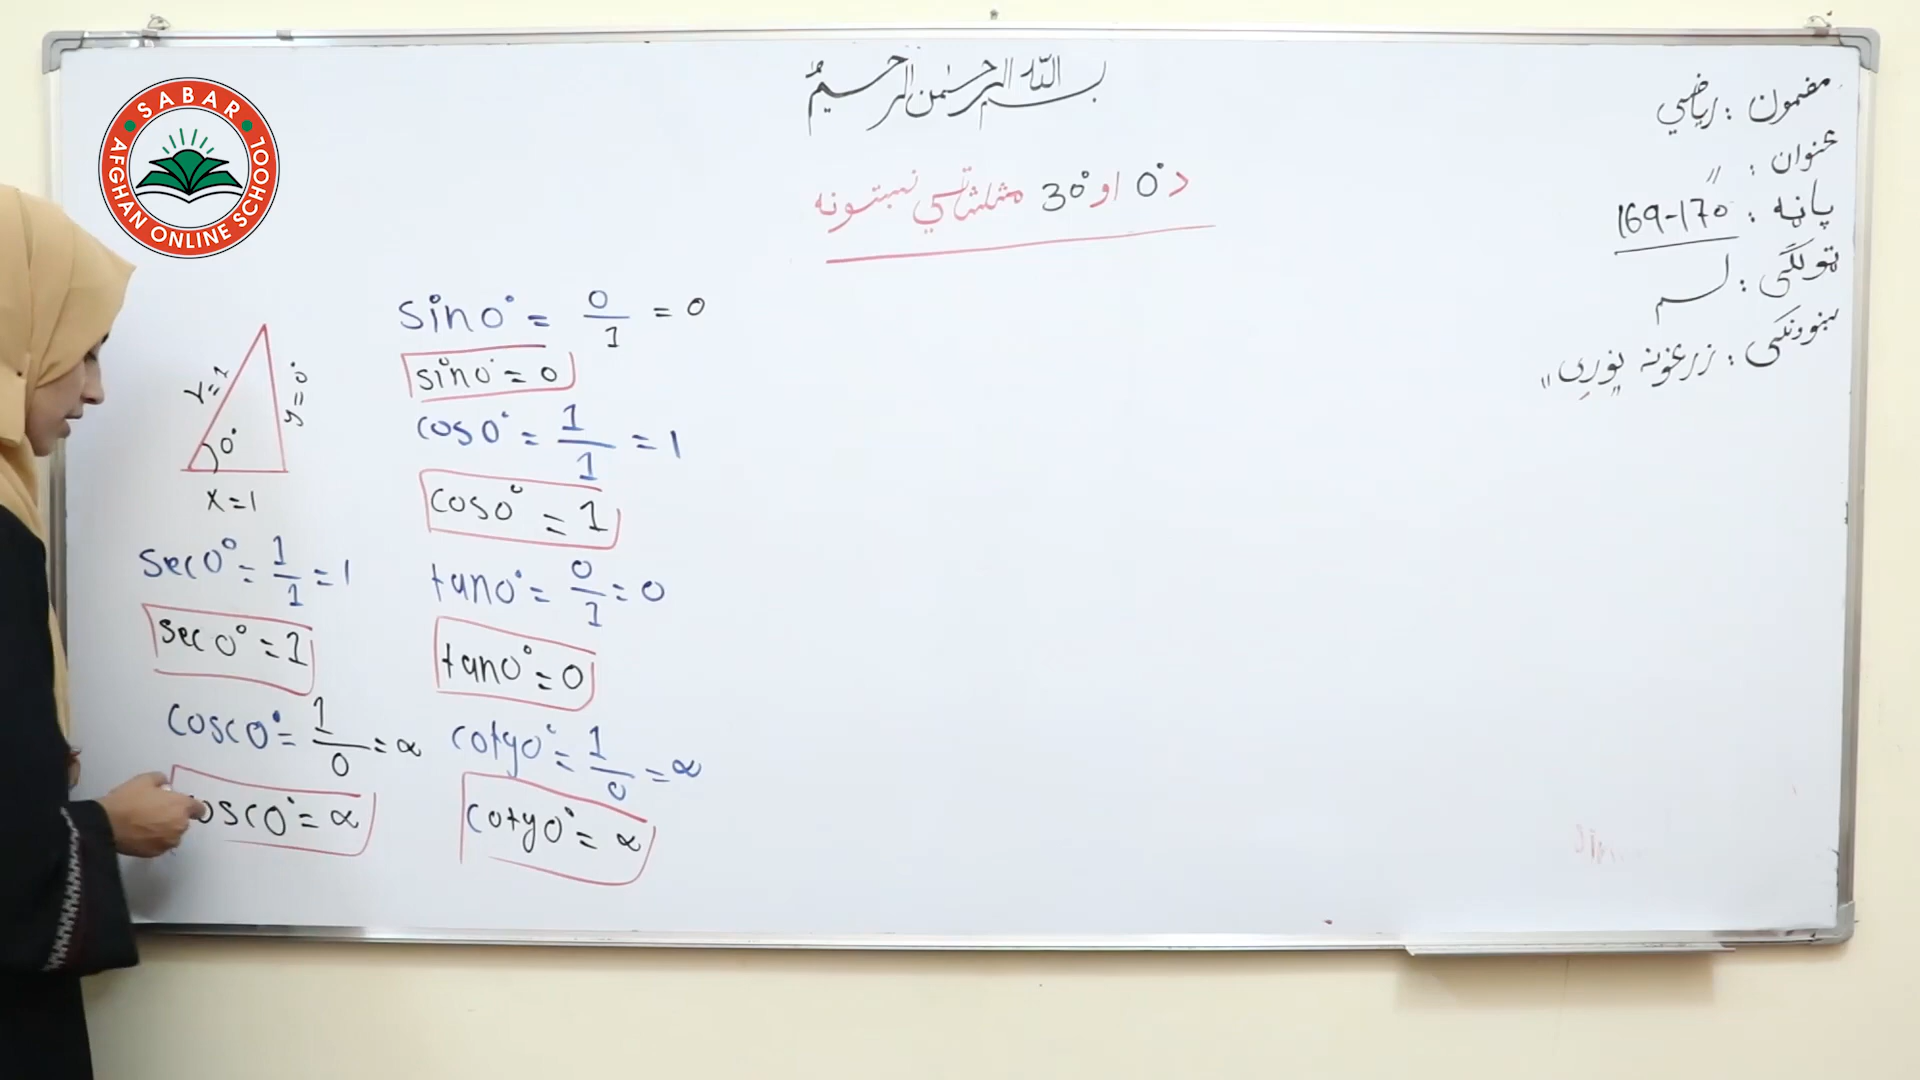 SABAR
AFGHAN ONLINE SCHOOL
بسم الله الرحمن الرحیم
د 0° او 30° مثلثاتي نسبتونه
مضمون : ریاضي
عنوان : "
پاڼه : 169-170
ټولګی : لسم
ښوونکی : زرغونه نوري "
r=1
y=0°
0°
x=1
sin0° = 0/1 = 0
sin0° = 0
cos0° = 1/1 = 1
cos0° = 1
tan0° = 0/1 = 0
tan0° = 0
cotg0° = 1/0 = ∝
cotg0° = ∝
sec0° = 1/1 = 1
sec0° = 1
cosc0° = 1/0 = ∝
osc0° = ∝